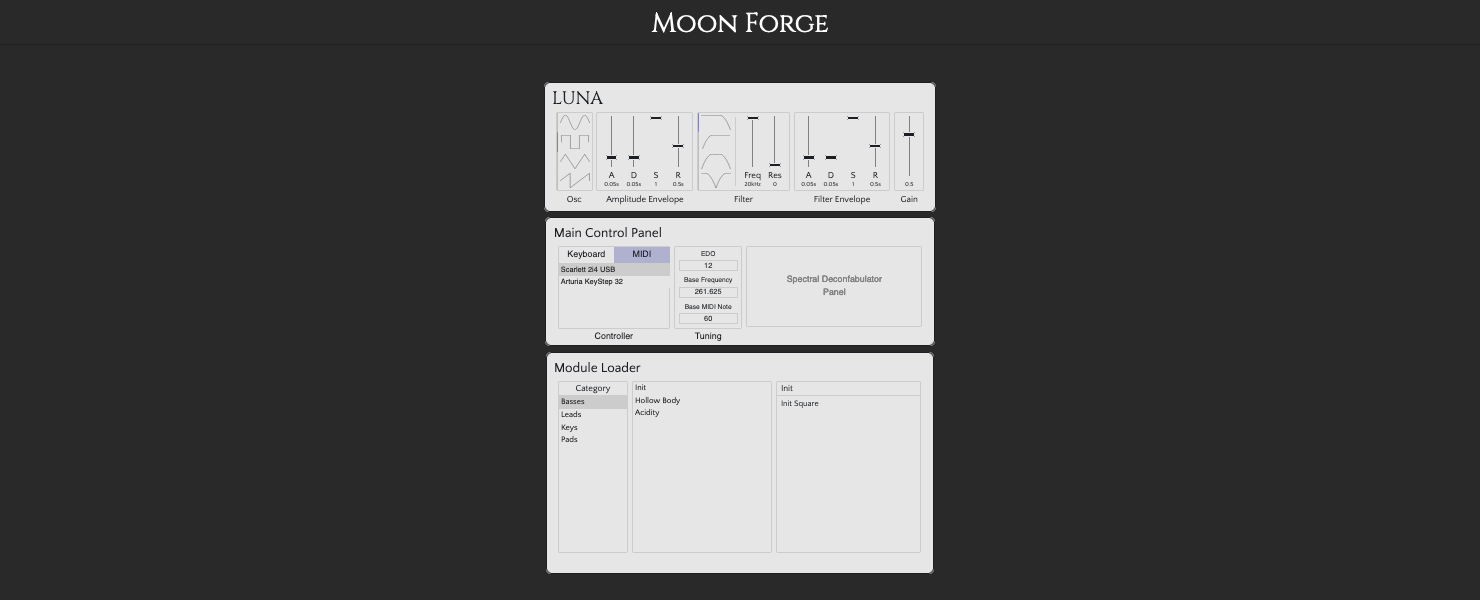 Moon Forge
LUNA
A D S R
0.05s 0.05s 1 0.5s
Freq Res
20kHz 0
A D S R
0.05s 0.05s 1 0.5s
0.5
Osc Amplitude Envelope Filter Filter Envelope Gain
Main Control Panel
Keyboard MIDI
Scarlett 2i4 USB
Arturia KeyStep 32
Controller
EDO
12
Base Frequency
261.625
Base MIDI Note
60
Tuning
Spectral Deconfabulator
Panel
Module Loader
Category
Basses
Leads
Keys
Pads
Init
Hollow Body
Acidity
Init
Init Square